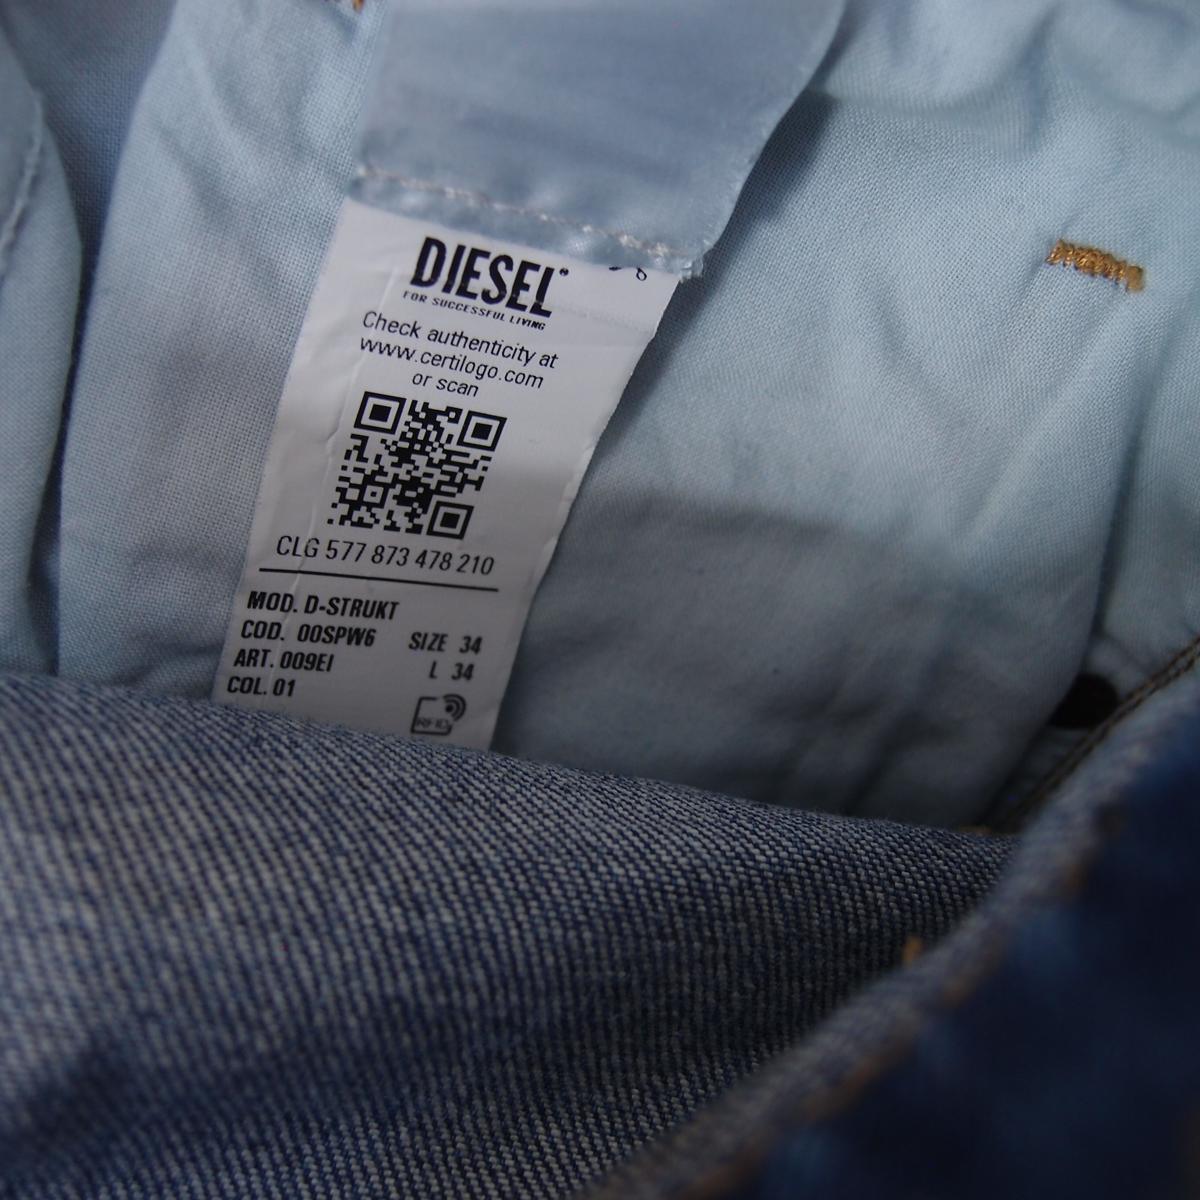 DIESEL
FOR SUCCESSFUL LIVING
Check authenticity at
www.certilogo.com
or scan
CLG 577 873 478 210
MOD. D-STRUKT
COD. 00SPW6 SIZE 34
ART. 009EI L 34
COL. 01
RFID